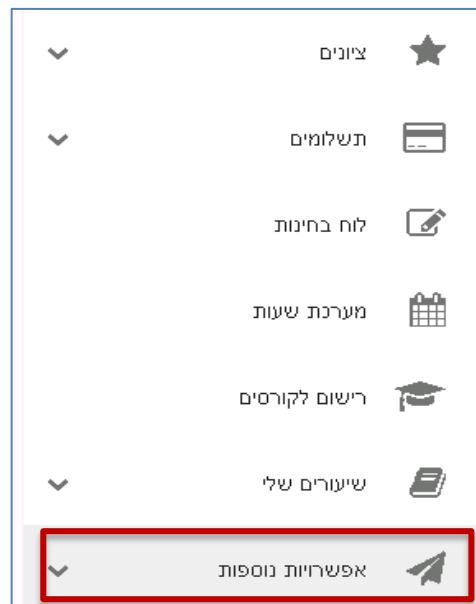 ציונים
תשלומים
לוח בחינות
מערכת שעות
רישום לקורסים
שיעורים שלי
אפשרויות נוספות